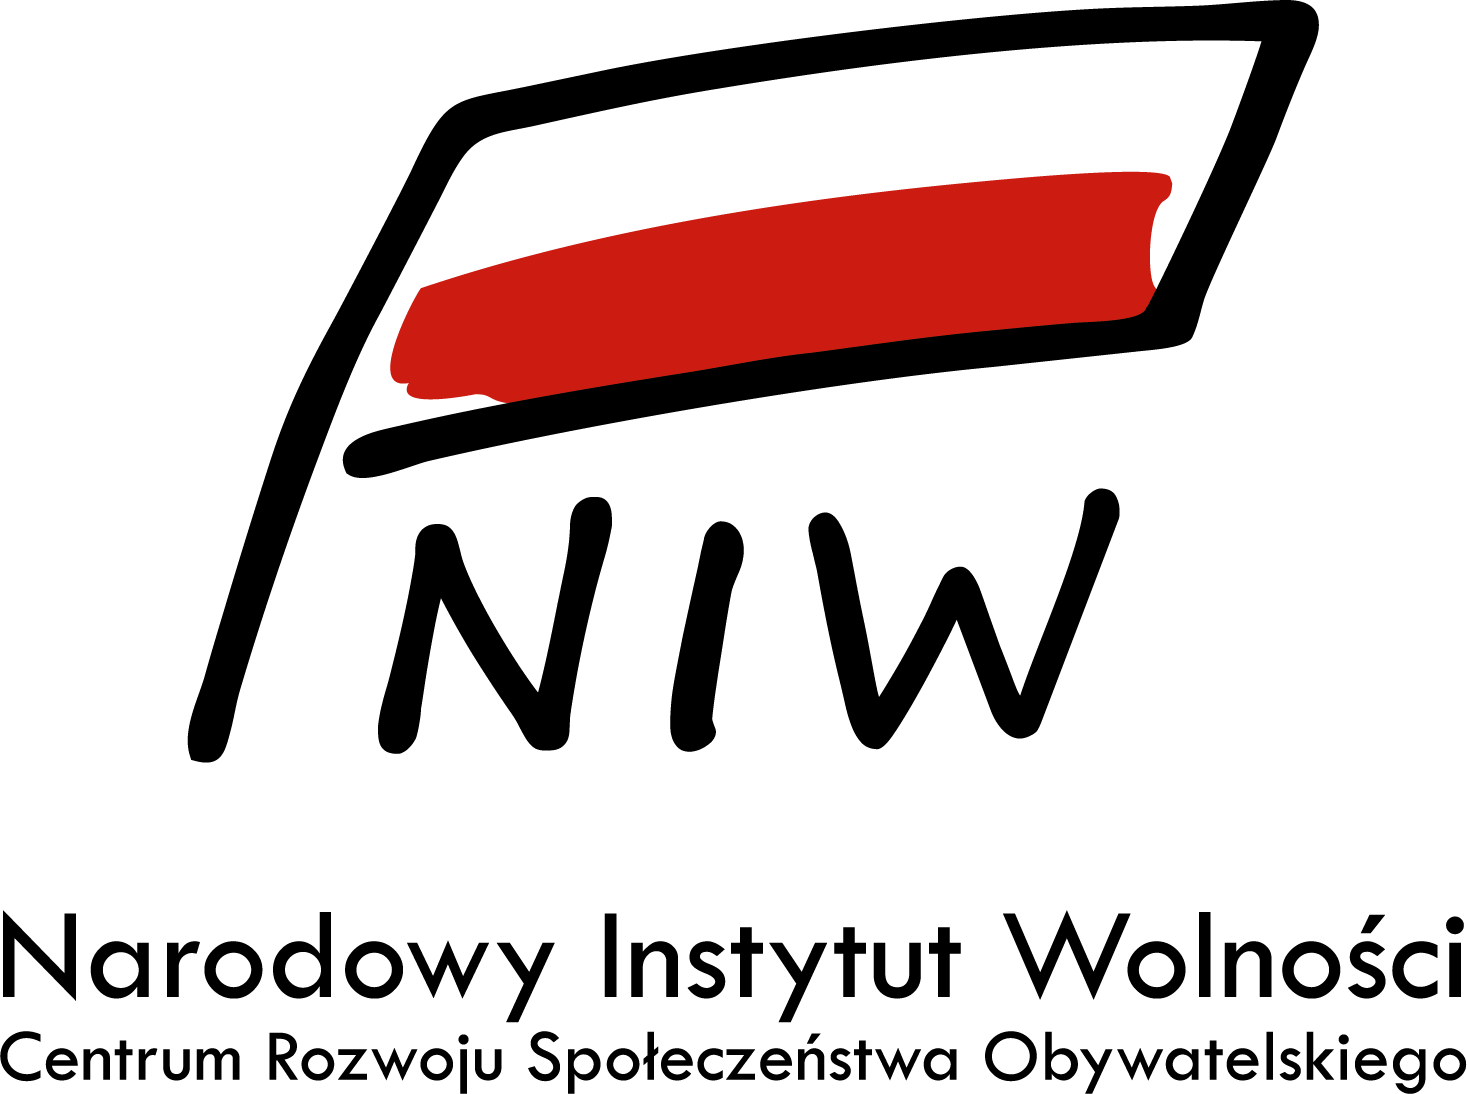 NIW
Narodowy Instytut Wolności
Centrum Rozwoju Społeczeństwa Obywatelskiego